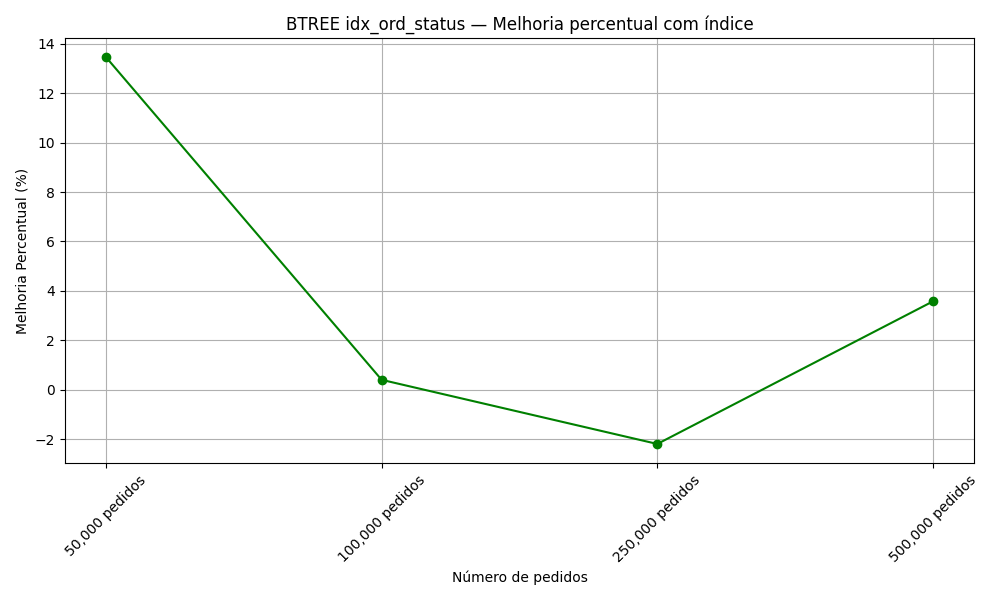 BTREE idx_ord_status — Melhoria percentual com índice
Melhoria Percentual (%)
14
12
10
8
6
4
2
0
−2
50,000 pedidos
100,000 pedidos
250,000 pedidos
500,000 pedidos
Número de pedidos